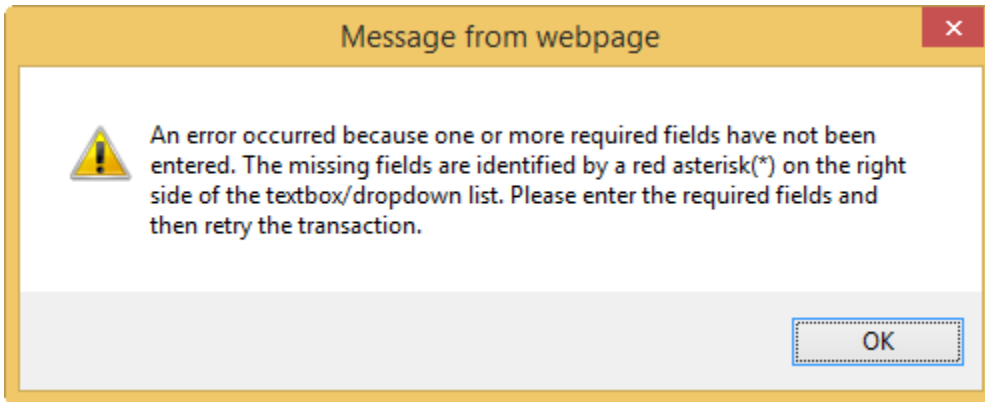 Message from webpage
An error occurred because one or more required fields have not been
entered. The missing fields are identified by a red asterisk(*) on the right
side of the textbox/dropdown list. Please enter the required fields and
then retry the transaction.
OK